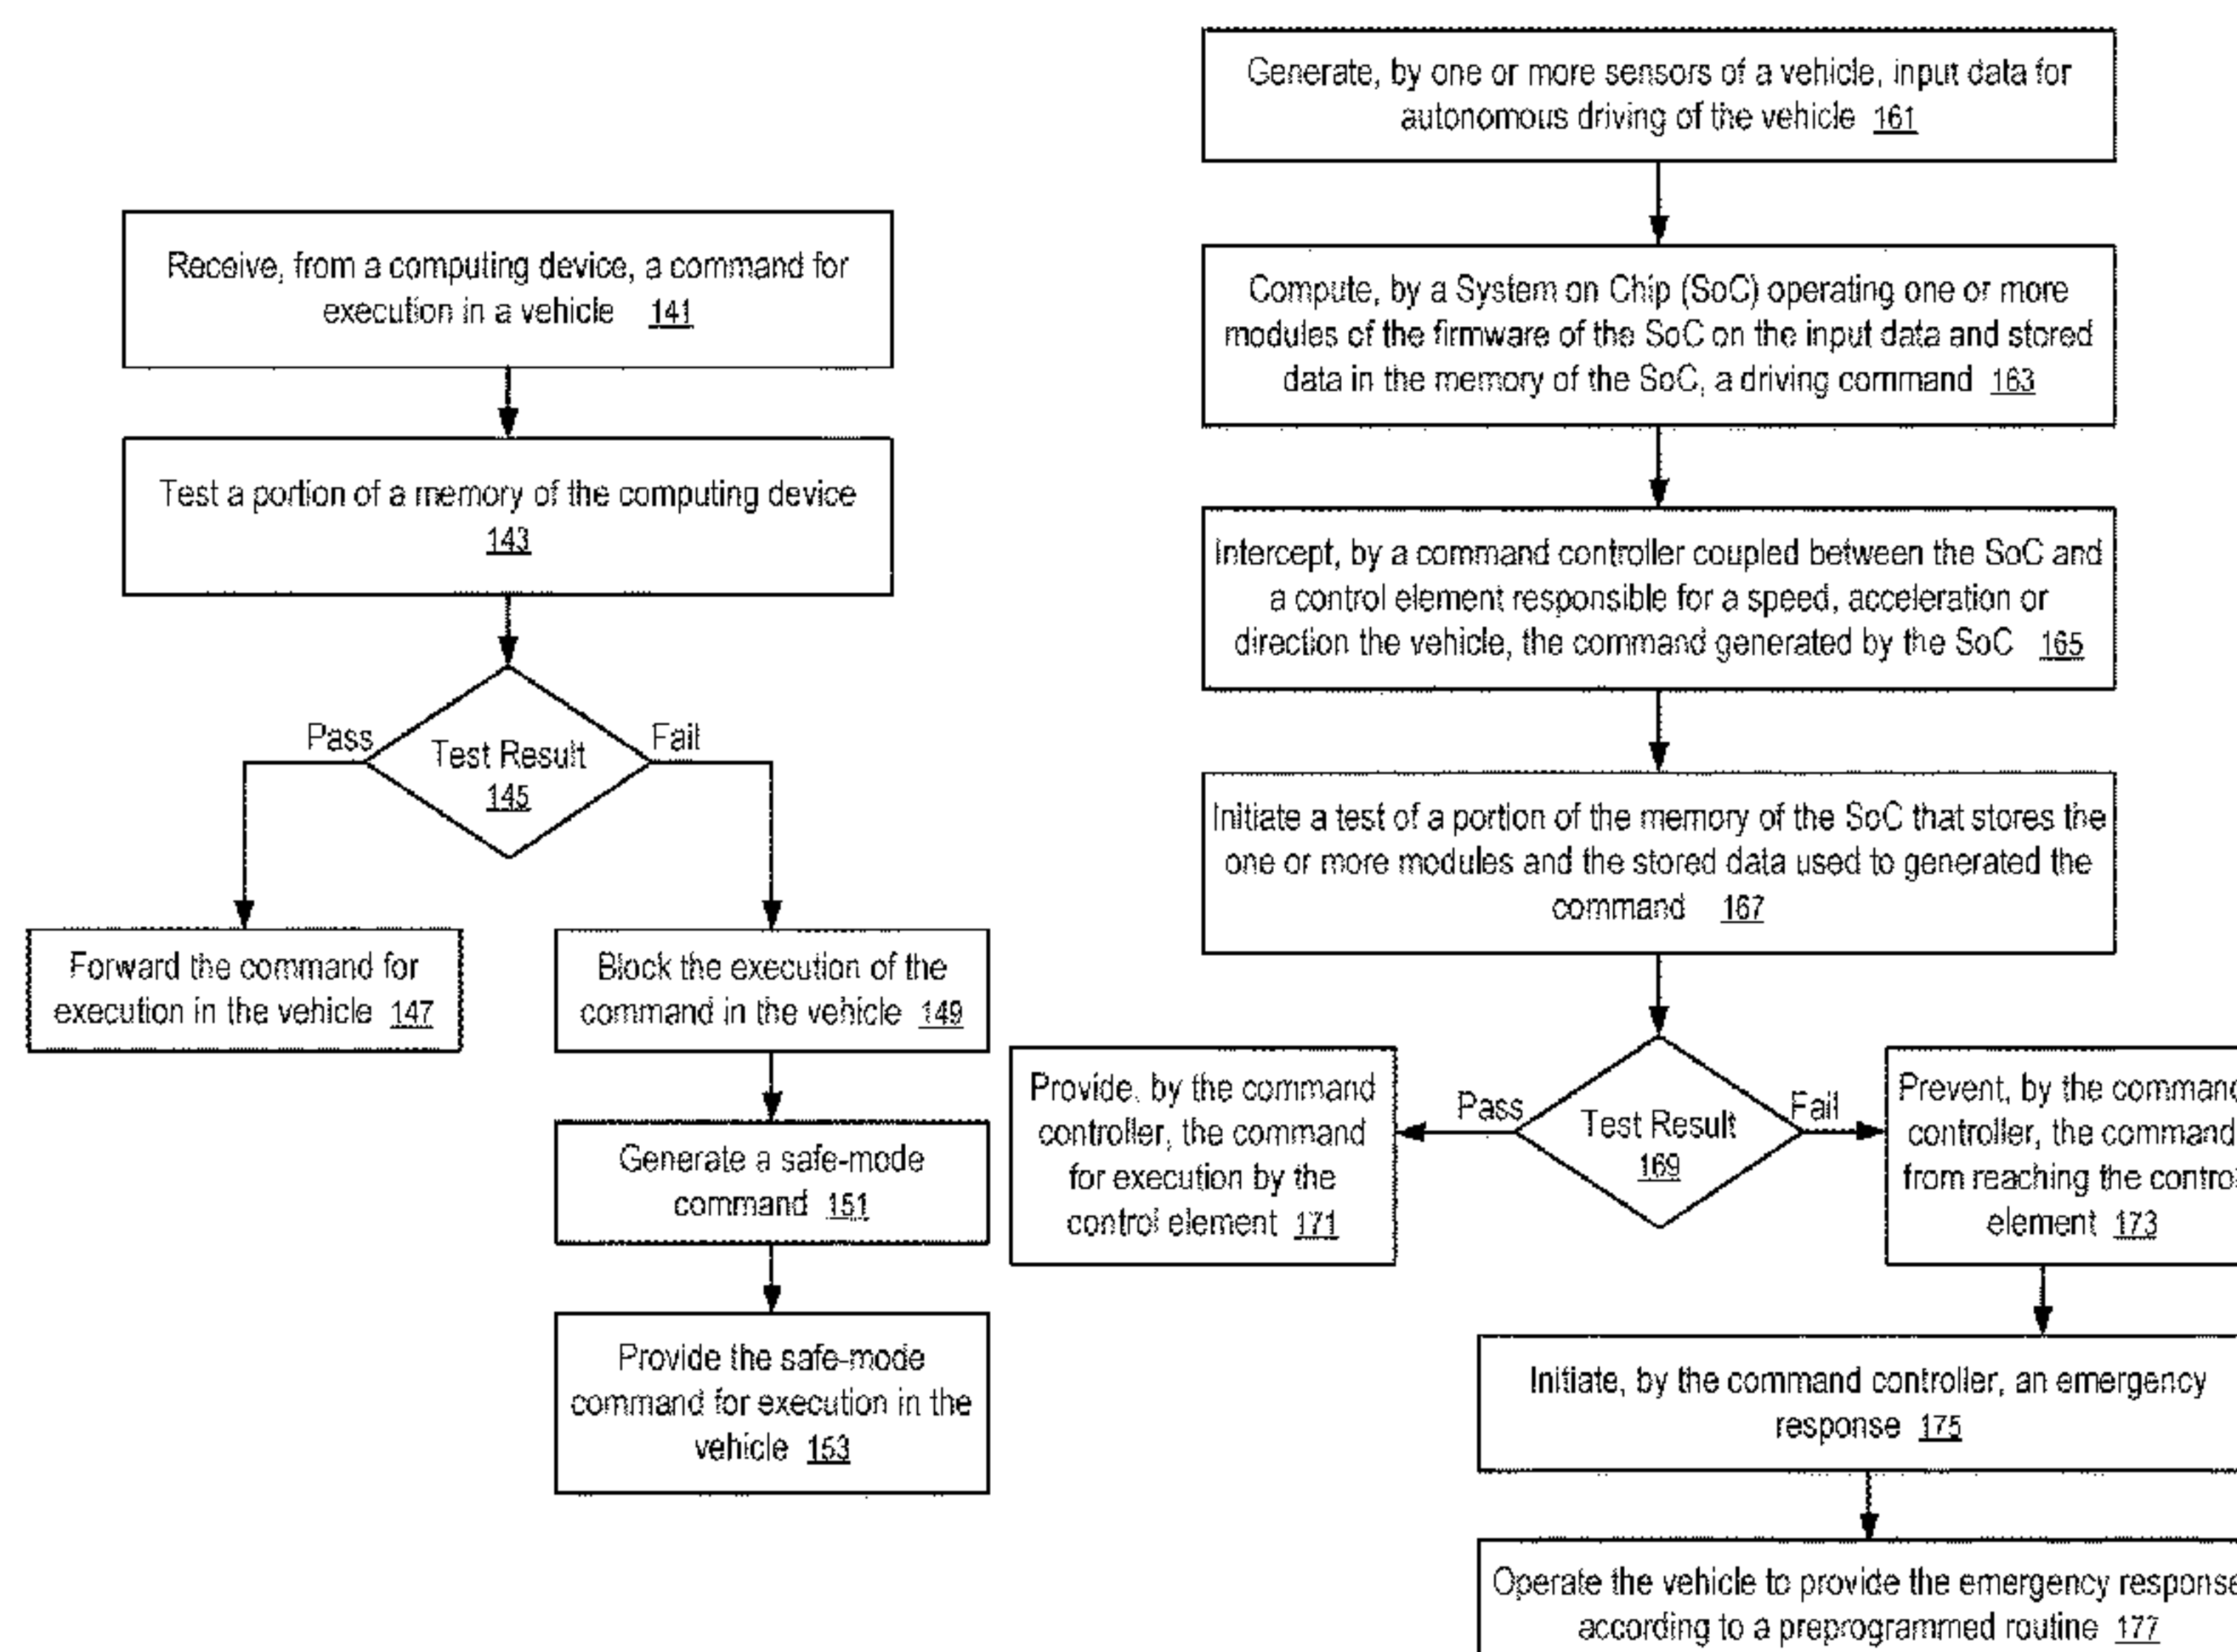 Receive, from a computing device, a command for
execution in a vehicle 141
Test a portion of a memory of the computing device
143
Pass
Fail
Test Result
145
Forward the command for
execution in the vehicle 147
Block the execution of the
command in the vehicle 149
Generate a safe-mode
command 151
Provide the safe-mode
command for execution in the
vehicle 153
Generate, by one or more sensors of a vehicle, input data for
autonomous driving of the vehicle 161
Compute, by a System on Chip (SoC) operating one or more
modules of the firmware of the SoC on the input data and stored
data in the memory of the SoC, a driving command 163
Intercept, by a command controller coupled between the SoC and
a control element responsible for a speed, acceleration or
direction the vehicle, the command generated by the SoC 165
Initiate a test of a portion of the memory of the SoC that stores the
one or more modules and the stored data used to generated the
command 167
Pass
Fail
Test Result
169
Provide, by the command
controller, the command
for execution by the
control element 171
Prevent, by the command
controller, the command
from reaching the control
element 173
Initiate, by the command controller, an emergency
response 175
Operate the vehicle to provide the emergency response
according to a preprogrammed routine 177